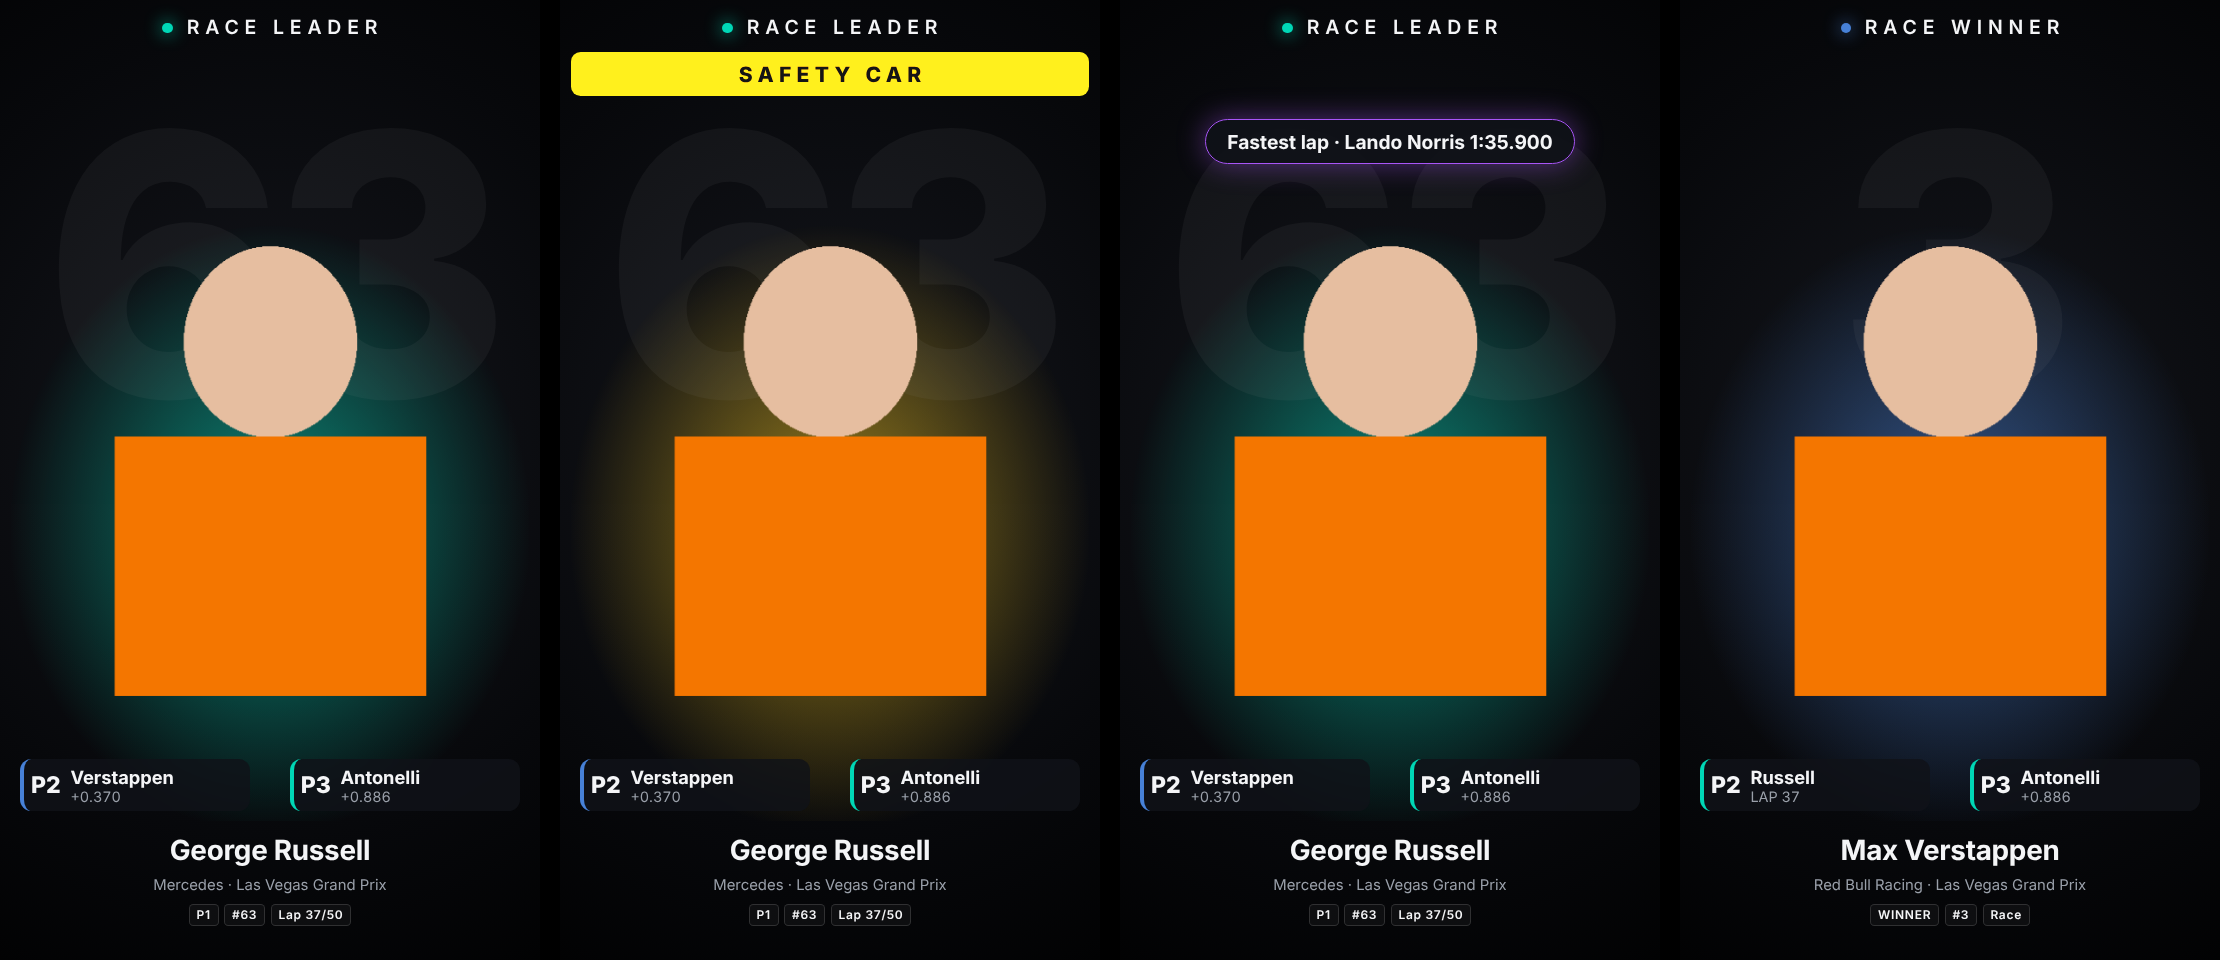 RACE LEADER
63
P2 Verstappen
+0.370
P3 Antonelli
+0.886
George Russell
Mercedes · Las Vegas Grand Prix
P1 #63 Lap 37/50
RACE LEADER
SAFETY CAR
63
P2 Verstappen
+0.370
P3 Antonelli
+0.886
George Russell
Mercedes · Las Vegas Grand Prix
P1 #63 Lap 37/50
RACE LEADER
Fastest lap · Lando Norris 1:35.900
63
P2 Verstappen
+0.370
P3 Antonelli
+0.886
George Russell
Mercedes · Las Vegas Grand Prix
P1 #63 Lap 37/50
RACE WINNER
3
P2 Russell
LAP 37
P3 Antonelli
+0.886
Max Verstappen
Red Bull Racing · Las Vegas Grand Prix
WINNER #3 Race